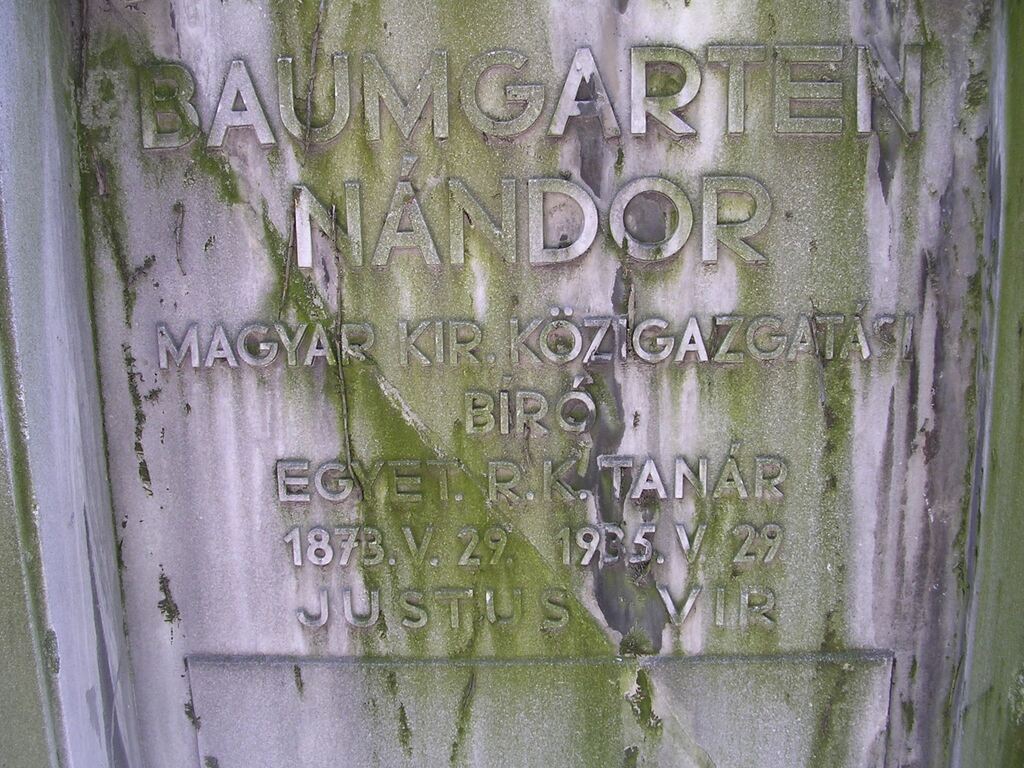 BAUMGARTEN
NÁNDOR
MAGYAR KIR. KÖZIGAZGATÁSI
BÍRÓ
EGYET. R.K. TANÁR
1873. V. 29. 1935. V. 29
JUSTUS VIR